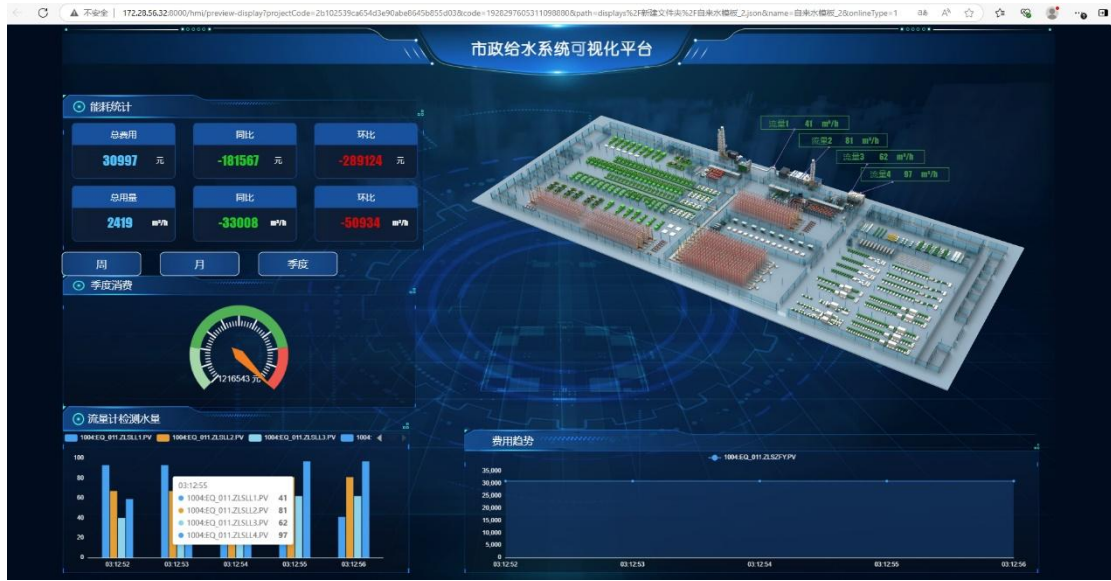 不安全 | 172.28.56.32:8000/hmi/preview-display?projectCode=2b102539ca654d3e90abe8645b855d03&code=1928297605311098880&path=displays%2F新建文件夹%2F自来水模板_2.json&name=自来水模板_2&onlineType=1
市政给水系统可视化平台
能耗统计
总费用 同比 环比
30997 元 -181567 元 -289124 元
总用量 同比 环比
2419 m³/h -33008 m³/h -50934 m³/h
流量1 41 m³/h
流量2 81 m³/h
流量3 62 m³/h
流量4 97 m³/h
周 月 季度
季度消费
1216543 元
流量计检测水量
1004:EQ_011.ZLSLL1.PV 1004:EQ_011.ZLSLL2.PV 1004:EQ_011.ZLSLL3.PV 1004:
100
80
60
40
20
0
03:12:52 03:12:53 03:12:54 03:12:55 03:12:56
03:12:55
1004:EQ_011.ZLSLL1.PV 41
1004:EQ_011.ZLSLL2.PV 81
1004:EQ_011.ZLSLL3.PV 62
1004:EQ_011.ZLSLL4.PV 97
费用趋势
1004:EQ_011.ZLSZFY.PV
35,000
30,000
25,000
20,000
15,000
10,000
5,000
0
03:12:52 03:12:53 03:12:54 03:12:55 03:12:56